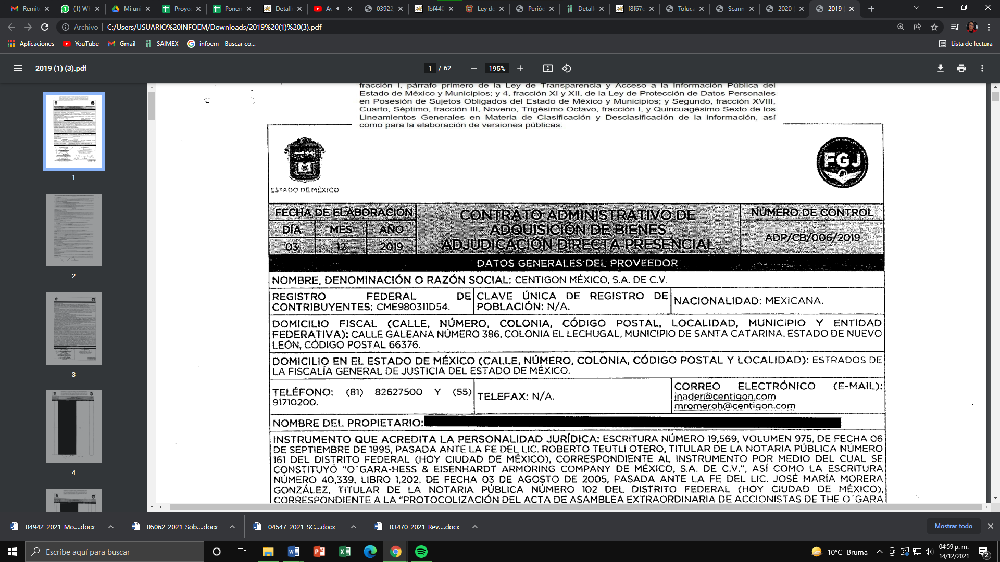 Remito
(1) Wh
Mi uni
Proye
Ponen
Detalle
Av
03922
fbf440
Ley de
Periód
Detall
f8f67e
Toluca
Scann
2020 (
2019 (
Archivo
C:/Users/USUARIO%20INFOEM/Downloads/2019%20(1)%20(3).pdf
Aplicaciones
YouTube
Gmail
SAIMEX
infoem - Buscar co...
Lista de lectura
2019 (1) (3).pdf
1 / 62
195%
1
2
3
4
fracción I, párrafo primero de la Ley de Transparencia y Acceso a la Información Pública del
Estado de México y Municipios; y 4, fracción XI y XII, de la Ley de Protección de Datos Personales
en Posesión de Sujetos Obligados del Estado de México y Municipios; y Segundo, fracción XVIII,
Cuarto, Séptimo, fracción III, Noveno, Trigésimo Octavo, fracción I, y Quincuagésimo Sexto de los
Lineamientos Generales en Materia de Clasificación y Desclasificación de la información, así
como para la elaboración de versiones públicas.
ESTADO DE MÉXICO
FGJ
FECHA DE ELABORACIÓN
DÍA MES AÑO
03 12 2019
CONTRATO ADMINISTRATIVO DE
ADQUISICIÓN DE BIENES
ADJUDICACIÓN DIRECTA PRESENCIAL
NÚMERO DE CONTROL
ADP/CB/006/2019
DATOS GENERALES DEL PROVEEDOR
NOMBRE, DENOMINACIÓN O RAZÓN SOCIAL: CENTIGON MÉXICO, S.A. DE C.V.
REGISTRO FEDERAL DE
CONTRIBUYENTES: CME980311D54.
CLAVE ÚNICA DE REGISTRO DE
POBLACIÓN: N/A.
NACIONALIDAD: MEXICANA.
DOMICILIO FISCAL (CALLE, NÚMERO, COLONIA, CÓDIGO POSTAL, LOCALIDAD, MUNICIPIO Y ENTIDAD
FEDERATIVA): CALLE GALEANA NÚMERO 386, COLONIA EL LECHUGAL, MUNICIPIO DE SANTA CATARINA, ESTADO DE NUEVO
LEÓN, CÓDIGO POSTAL 66376.
DOMICILIO EN EL ESTADO DE MÉXICO (CALLE, NÚMERO, COLONIA, CÓDIGO POSTAL Y LOCALIDAD): ESTRADOS DE
LA FISCALÍA GENERAL DE JUSTICIA DEL ESTADO DE MÉXICO.
TELÉFONO: (81) 82627500 Y (55)
91710200.
TELEFAX: N/A.
CORREO ELECTRÓNICO (E-MAIL):
jnader@centigon.com
mromeroh@centigon.com
NOMBRE DEL PROPIETARIO:
INSTRUMENTO QUE ACREDITA LA PERSONALIDAD JURÍDICA: ESCRITURA NÚMERO 19,569, VOLUMEN 975, DE FECHA 06
DE SEPTIEMBRE DE 1995, PASADA ANTE LA FE DEL LIC. ROBERTO TEUTLI OTERO, TITULAR DE LA NOTARIA PÚBLICA NÚMERO
161 DEL DISTRITO FEDERAL (HOY CIUDAD DE MÉXICO), CORRESPONDIENTE AL INSTRUMENTO POR MEDIO DEL CUAL SE
CONSTITUYÓ "O´GARA-HESS & EISENHARDT ARMORING COMPANY DE MÉXICO, S.A. DE C.V.", ASÍ COMO LA ESCRITURA
NÚMERO 40,339, LIBRO 1,202, DE FECHA 03 DE AGOSTO DE 2005, PASADA ANTE LA FE DEL LIC. JOSÉ MARÍA MORERA
GONZÁLEZ, TITULAR DE LA NOTARIA PÚBLICA NÚMERO 102 DEL DISTRITO FEDERAL (HOY CIUDAD DE MÉXICO),
CORRESPONDIENTE A LA "PROTOCOLIZACIÓN DEL ACTA DE ASAMBLEA EXTRAORDINARIA DE ACCIONISTAS DE THE O´GARA
04942_2021_Mo....docx
05062_2021_Sob....docx
04547_2021_SC....docx
03470_2021_Rev....docx
Mostrar todo
Escribe aquí para buscar
10°C Bruma
04:59 p. m.
14/12/2021
2